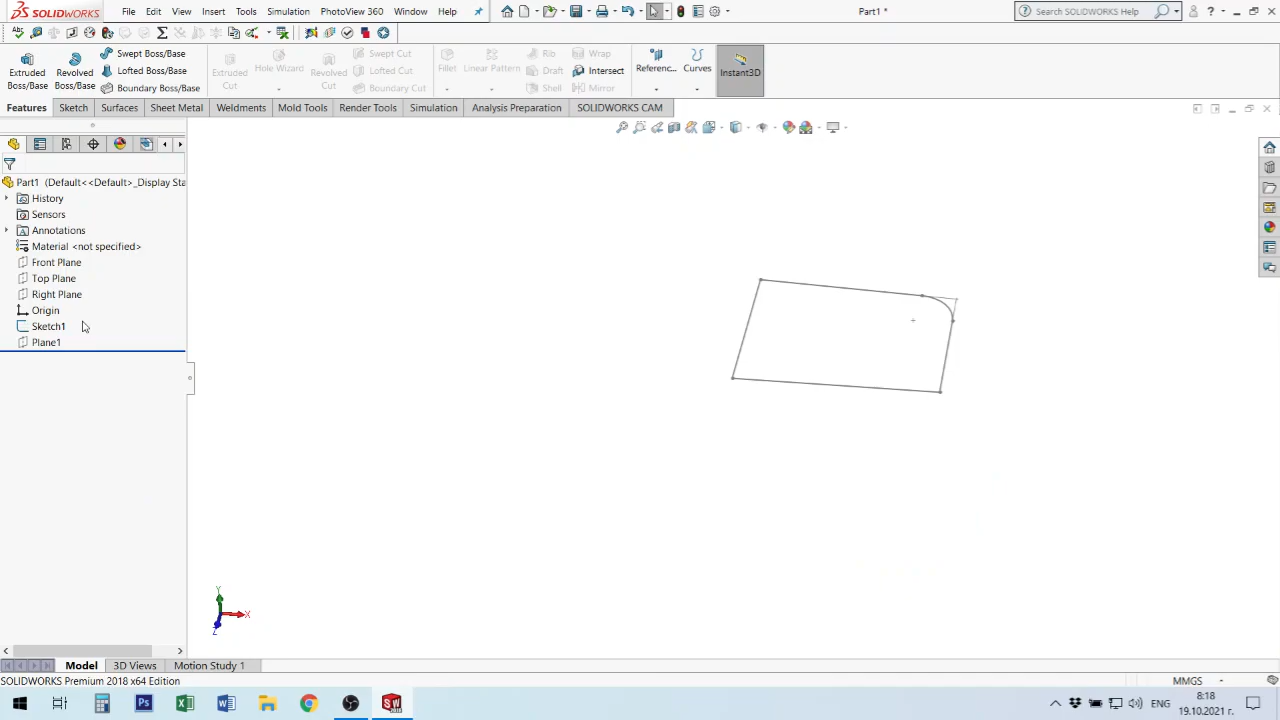 SOLIDWORKS File Edit View Insert Tools Simulation PhotoView 360 Window Help Part1 * Search SOLIDWORKS Help
Extruded Boss/Base
Revolved Boss/Base
Swept Boss/Base
Lofted Boss/Base
Boundary Boss/Base
Extruded Cut
Hole Wizard
Revolved Cut
Swept Cut
Lofted Cut
Boundary Cut
Fillet
Linear Pattern
Rib
Draft
Shell
Wrap
Intersect
Mirror
Referenc...
Curves
Instant3D
Features Sketch Surfaces Sheet Metal Weldments Mold Tools Render Tools Simulation Analysis Preparation SOLIDWORKS CAM
Part1 (Default<<Default>_Display Sta
History
Sensors
Annotations
Material <not specified>
Front Plane
Top Plane
Right Plane
Origin
Sketch1
Plane1
Y
X
Z
Model 3D Views Motion Study 1
SOLIDWORKS Premium 2018 x64 Edition MMGS
ЕНГ
8:18
19.10.2021 г.